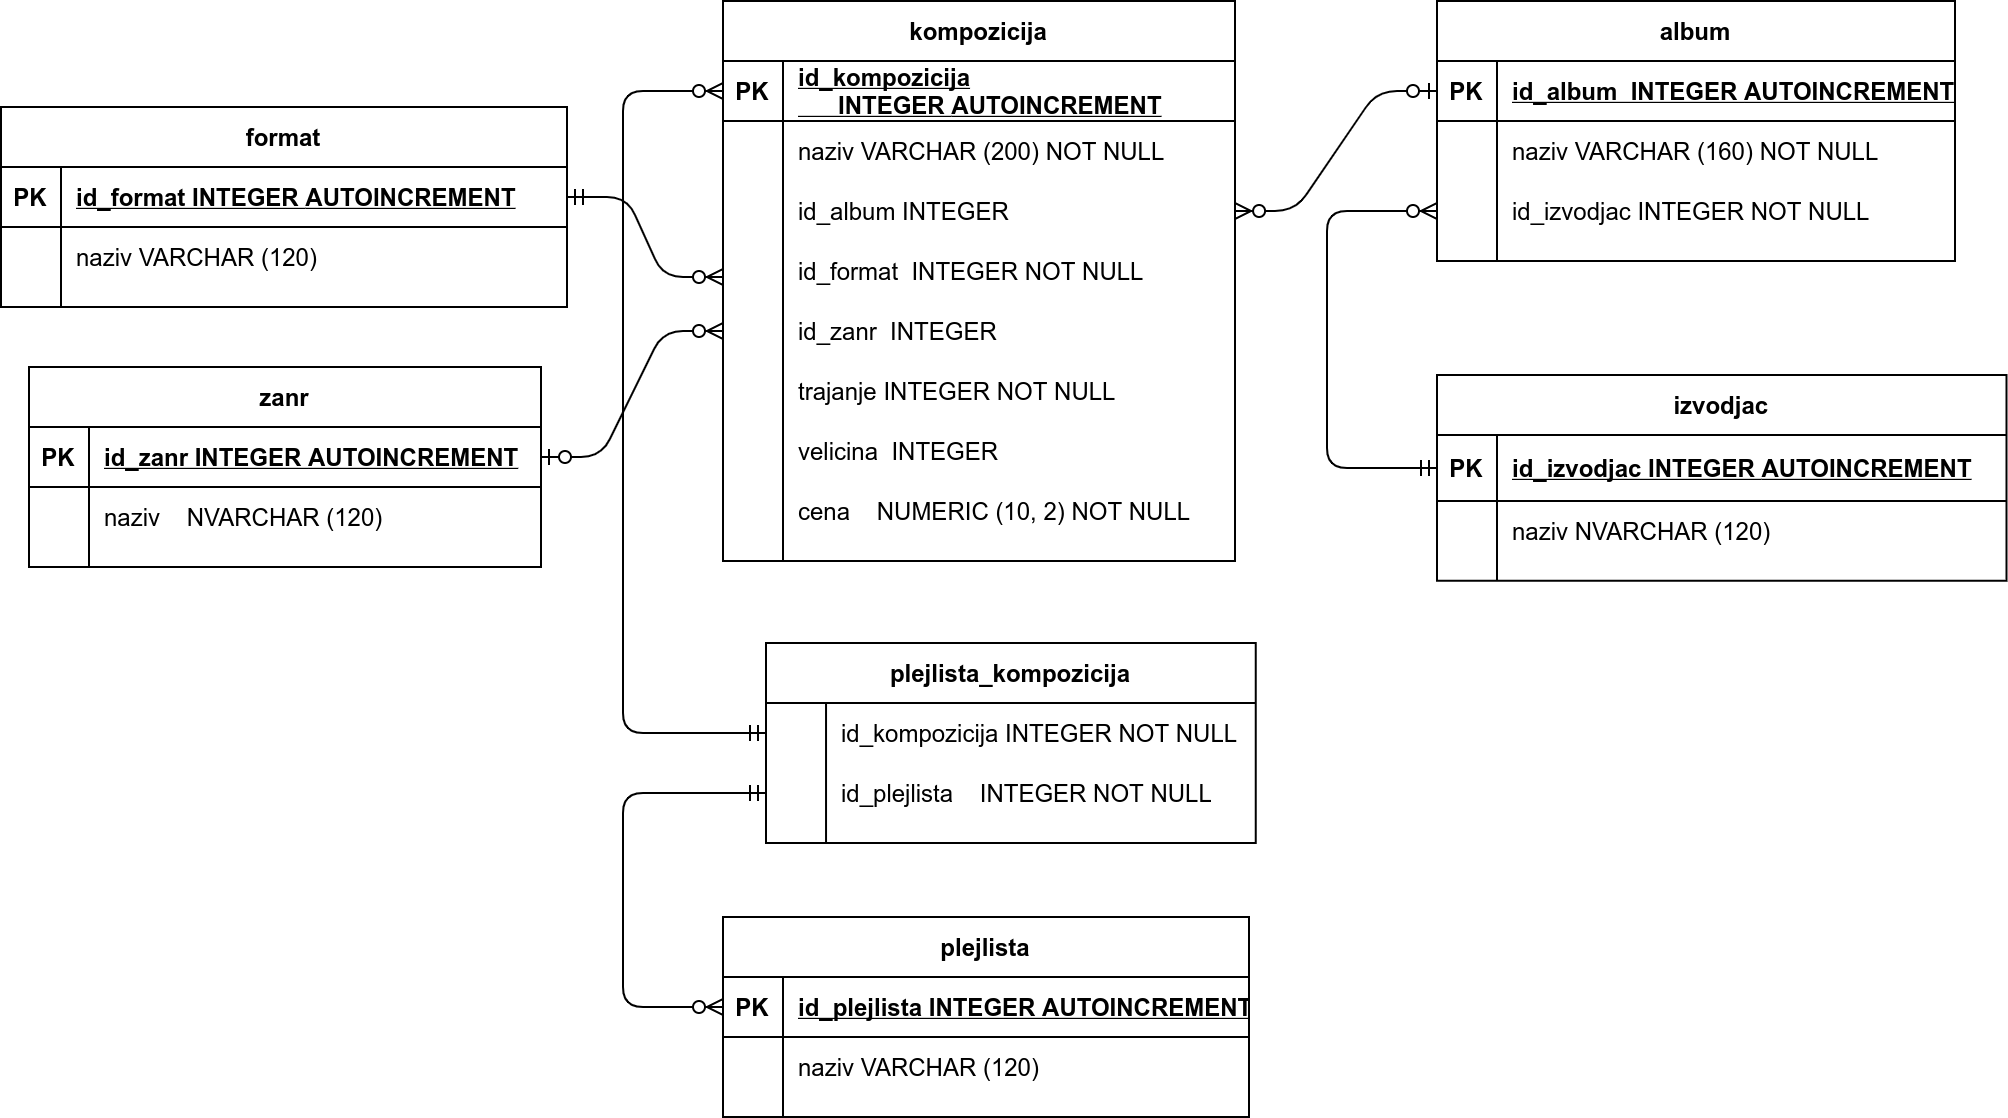 format
PK id_format INTEGER AUTOINCREMENT
naziv VARCHAR (120)
zanr
PK id_zanr INTEGER AUTOINCREMENT
naziv NVARCHAR (120)
kompozicija
PK id_kompozicija
INTEGER AUTOINCREMENT
naziv VARCHAR (200) NOT NULL
id_album INTEGER
id_format INTEGER NOT NULL
id_zanr INTEGER
trajanje INTEGER NOT NULL
velicina INTEGER
cena NUMERIC (10, 2) NOT NULL
album
PK id_album INTEGER AUTOINCREMENT
naziv VARCHAR (160) NOT NULL
id_izvodjac INTEGER NOT NULL
izvodjac
PK id_izvodjac INTEGER AUTOINCREMENT
naziv NVARCHAR (120)
plejlista_kompozicija
id_kompozicija INTEGER NOT NULL
id_plejlista INTEGER NOT NULL
plejlista
PK id_plejlista INTEGER AUTOINCREMENT
naziv VARCHAR (120)